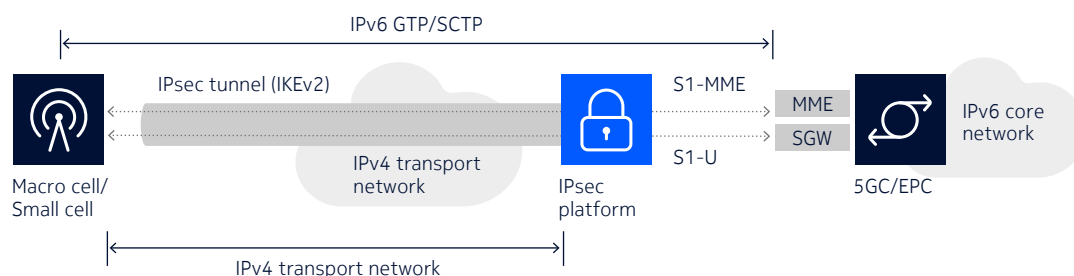 IPv6 GTP/SCTP
IPsec tunnel (IKEv2)
S1-MME
MME
SGW
IPv6 core
network
S1-U
IPv4 transport
network
Macro cell/
Small cell
IPsec
platform
5GC/EPC
IPv4 transport network